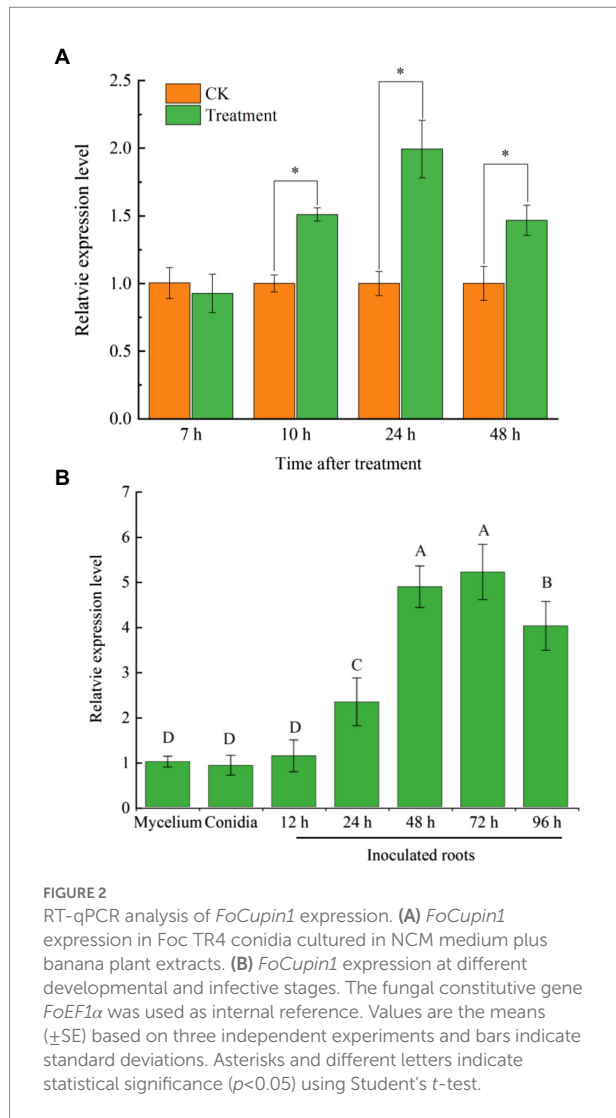 A
Relatvie expression level
2.5
2.0
1.5
1.0
0.5
0.0
CK
Treatment
* * *
7 h 10 h 24 h 48 h
Time after treatment
B
Relatvie expression level
7
6
5
4
3
2
1
0
D D D C A A B
Mycelium Conidia 12 h 24 h 48 h 72 h 96 h
Inoculated roots
FIGURE 2
RT-qPCR analysis of FoCupin1 expression. (A) FoCupin1
expression in Foc TR4 conidia cultured in NCM medium plus
banana plant extracts. (B) FoCupin1 expression at different
developmental and infective stages. The fungal constitutive gene
FoEF1α was used as internal reference. Values are the means
(±SE) based on three independent experiments and bars indicate
standard deviations. Asterisks and different letters indicate
statistical significance (p<0.05) using Student’s t-test.